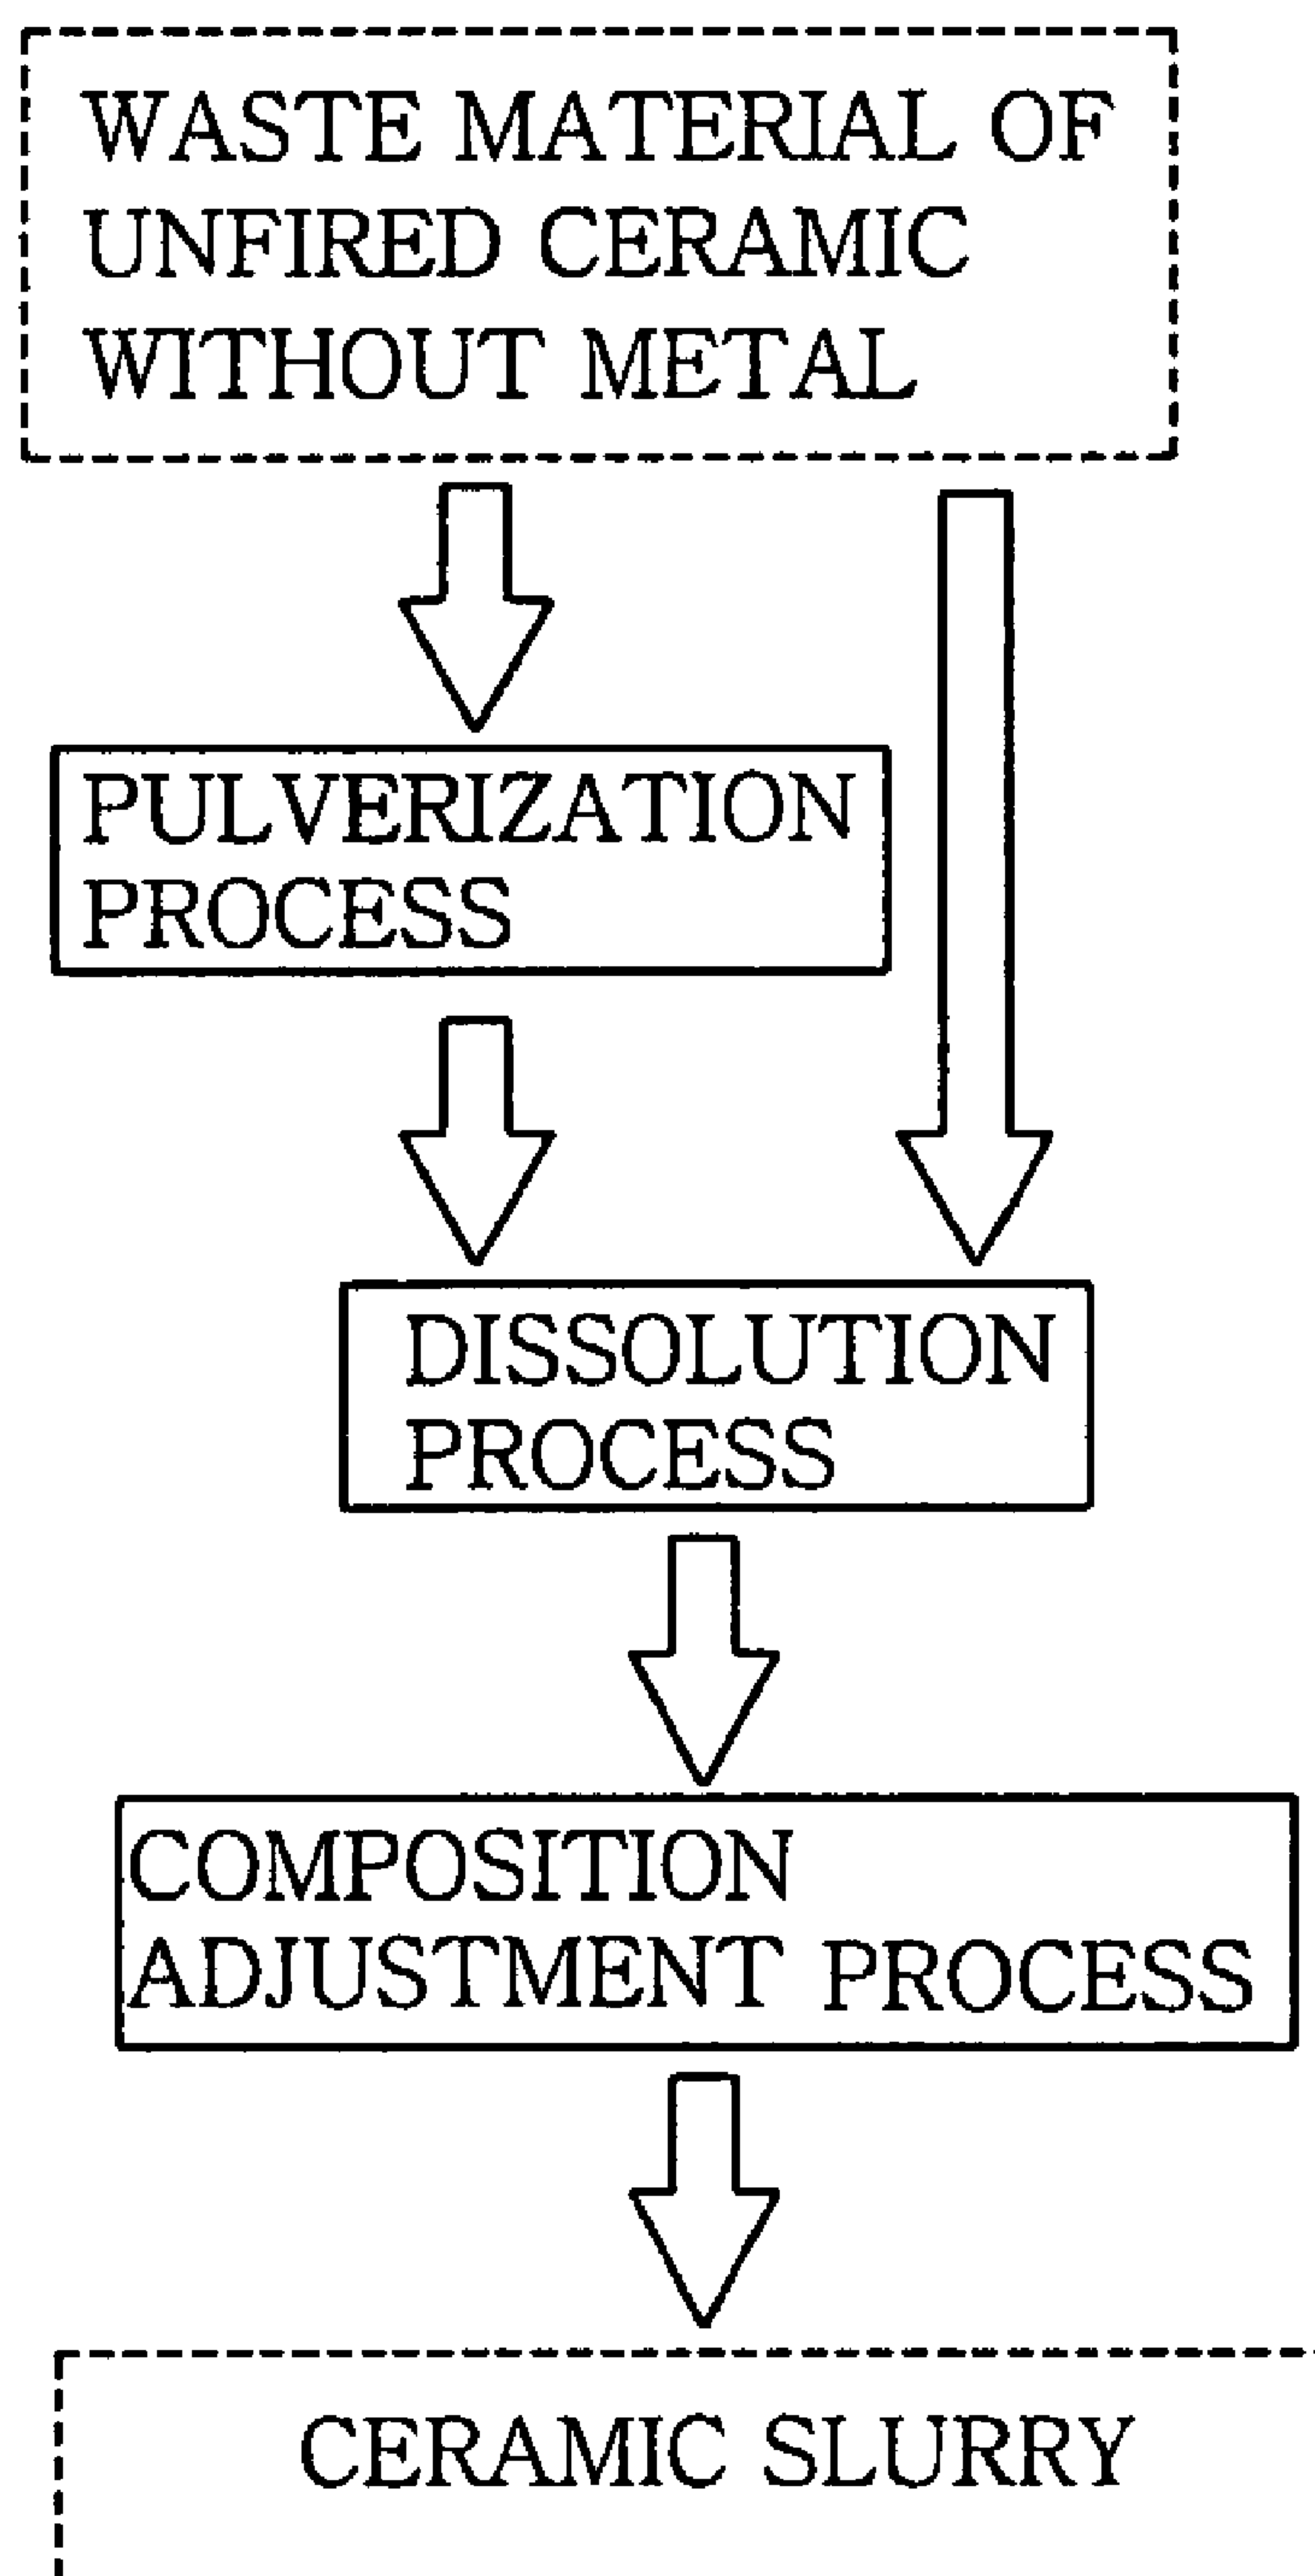 WASTE MATERIAL OF
UNFIRED CERAMIC
WITHOUT METAL
PULVERIZATION
PROCESS
DISSOLUTION
PROCESS
COMPOSITION
ADJUSTMENT PROCESS
CERAMIC SLURRY